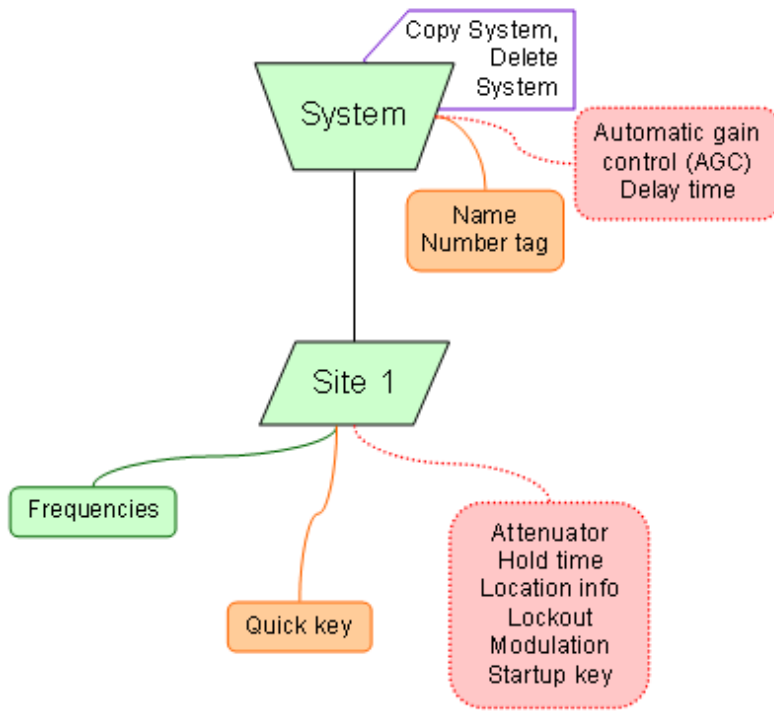 Copy System,
Delete
System
System
Automatic gain
control (AGC)
Delay time
Name
Number tag
Site 1
Frequencies
Attenuator
Hold time
Location info
Lockout
Modulation
Startup key
Quick key